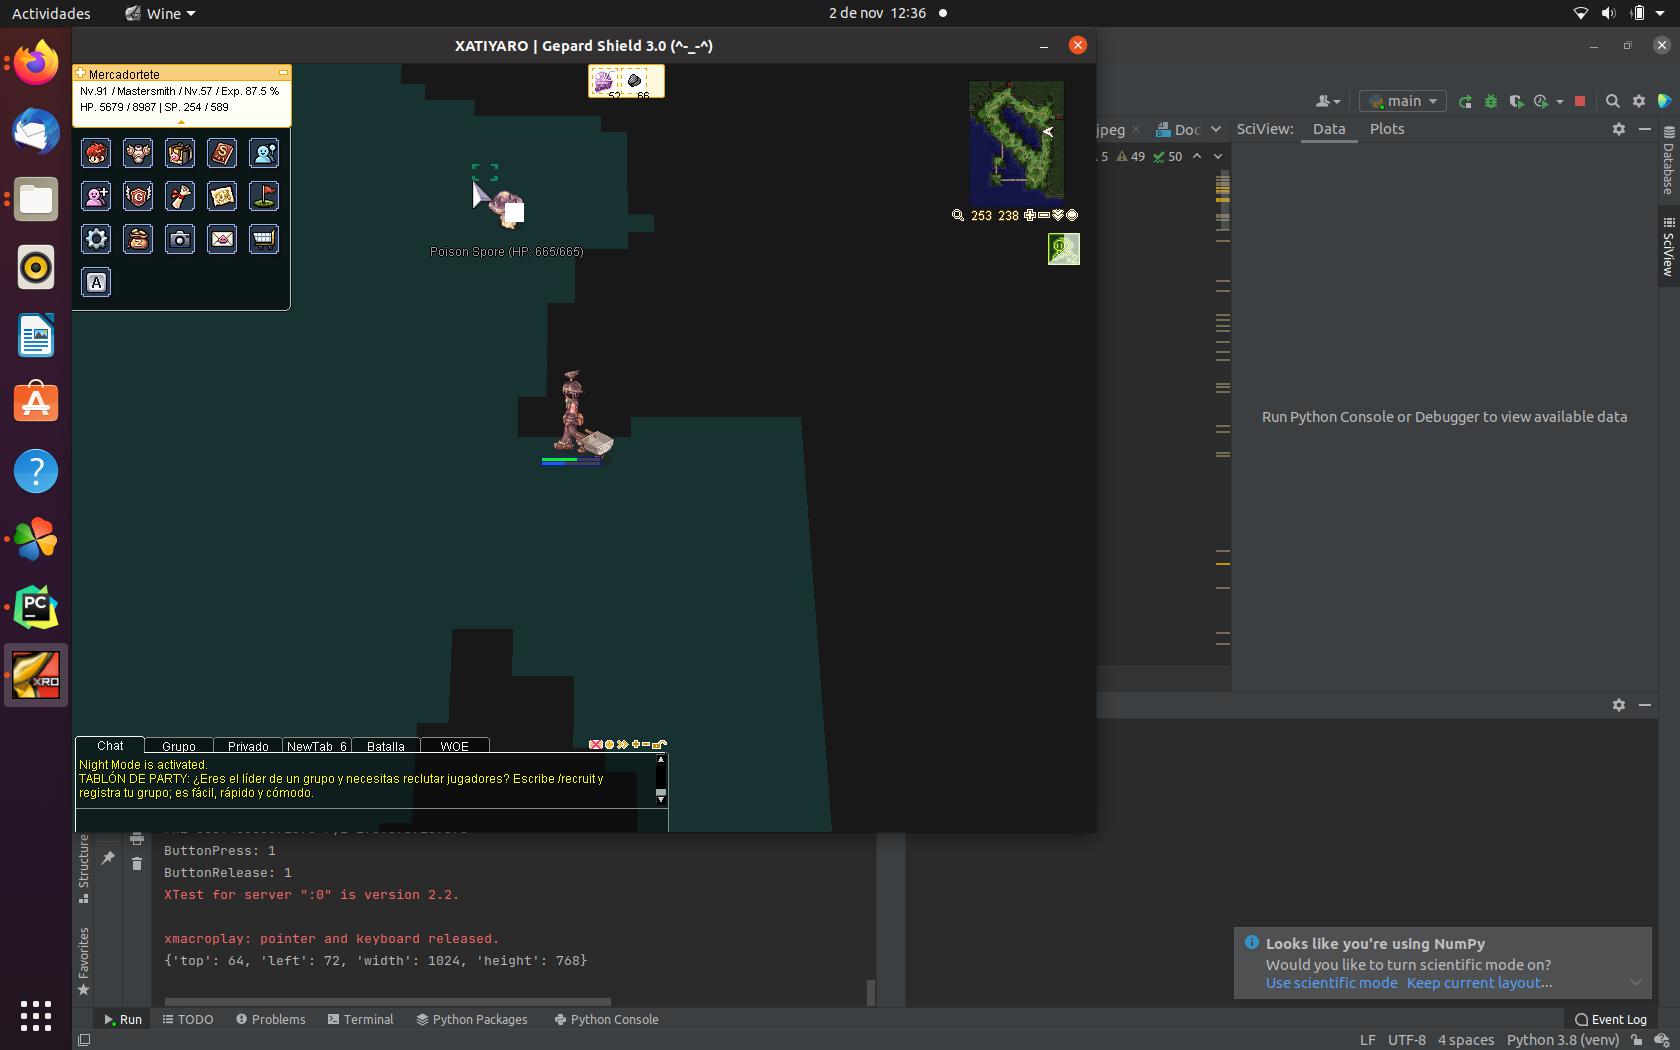 Actividades
Wine
2 de nov 12:36
XATIYARO | Gepard Shield 3.0 (^-_-^)
Mercadortete
Nv.91 / Mastersmith / Nv.57 / Exp. 87.5 %
HP. 5679 / 8987 | SP. 254 / 589
52
66
A
253 238
Poison Spore (HP: 665/665)
main
jpeg
Doc
SciView:
Data
Plots
5
49
50
Database
SciView
Run Python Console or Debugger to view available data
PC
XRO
Chat
Grupo
Privado
NewTab_6
Batalla
WOE
Night Mode is activated.
TABLÓN DE PARTY: ¿Eres el líder de un grupo y necesitas reclutar jugadores? Escribe /recruit y
registra tu grupo; es fácil, rápido y cómodo.
ButtonPress: 1
ButtonRelease: 1
XTest for server ":0" is version 2.2.
xmacroplay: pointer and keyboard released.
{'top': 64, 'left': 72, 'width': 1024, 'height': 768}
Structure
Favorites
Looks like you're using NumPy
Would you like to turn scientific mode on?
Use scientific mode Keep current layout...
Run
TODO
Problems
Terminal
Python Packages
Python Console
Event Log
LF UTF-8 4 spaces Python 3.8 (venv)